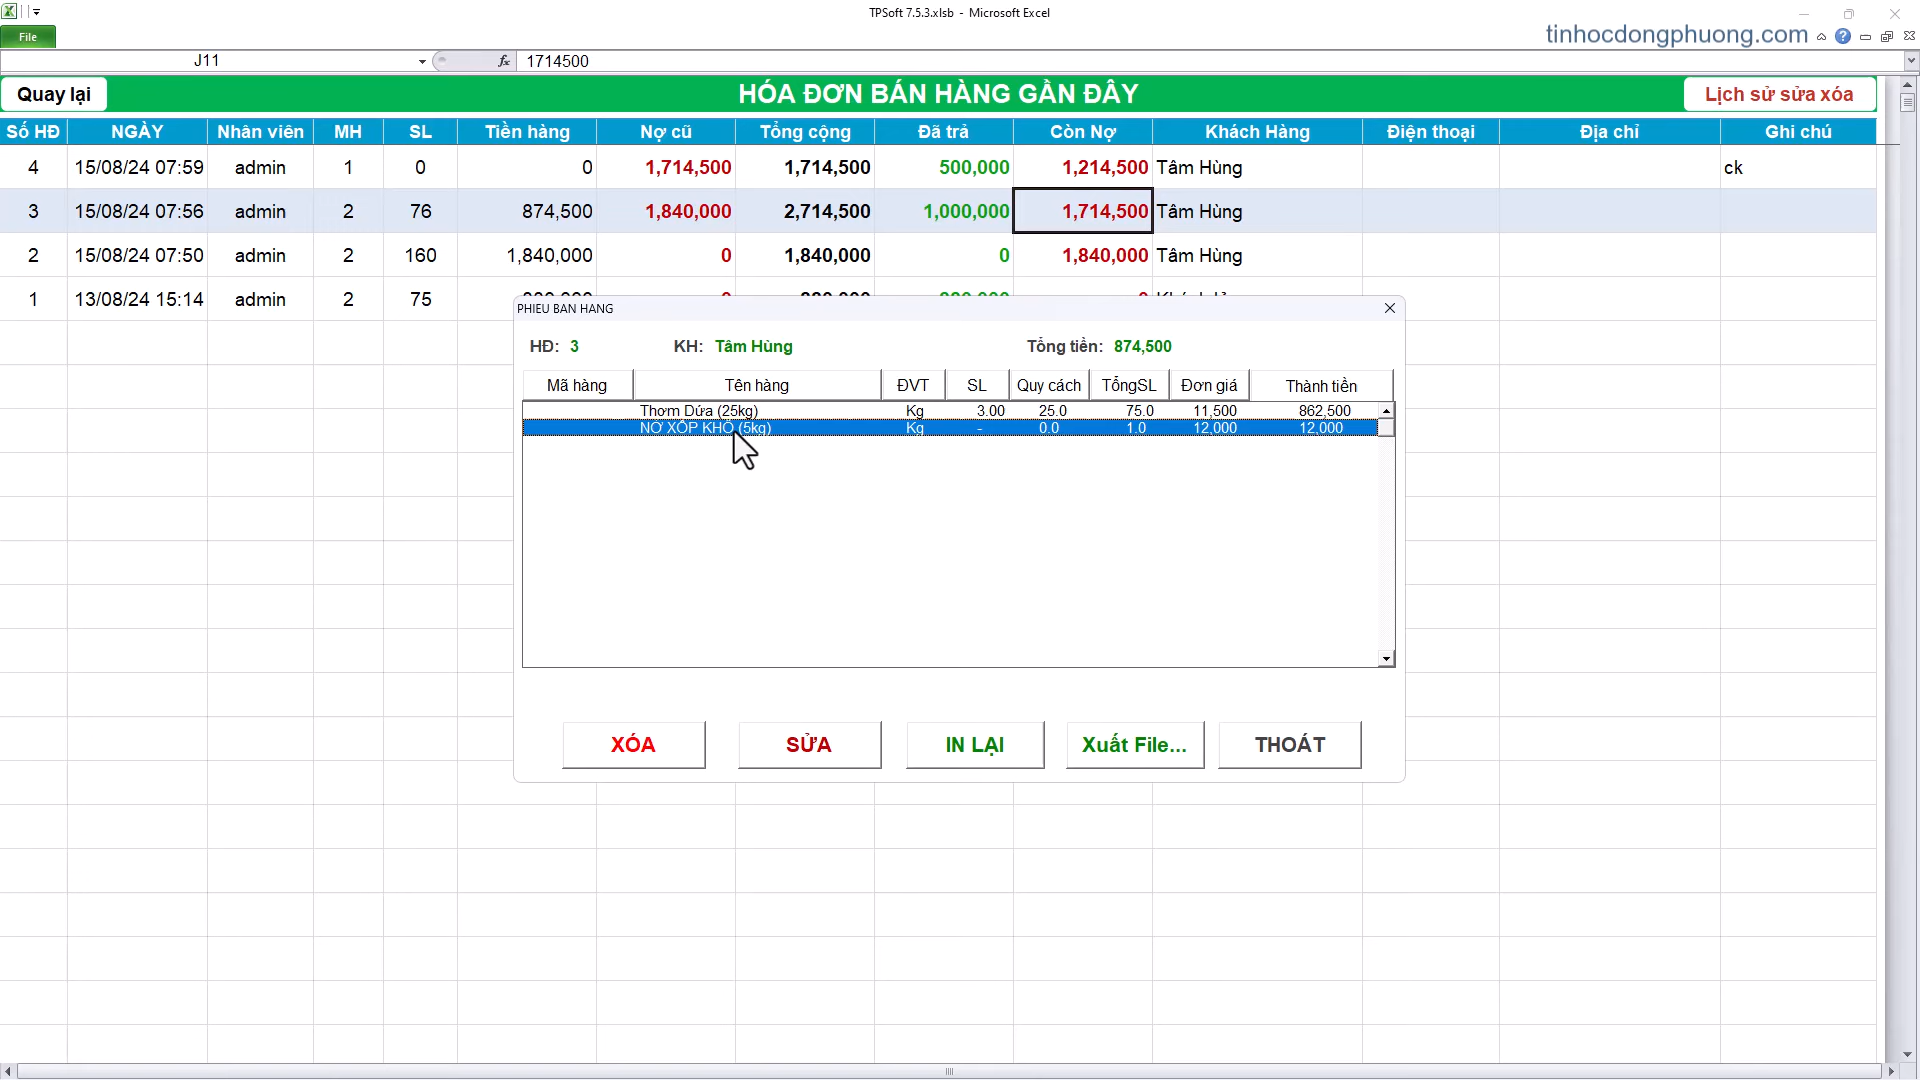 TPSoft 7.5.3.xlsb - Microsoft Excel
File
tinhocdongphuong.com
J11 fx 1714500
Quay lại HÓA ĐƠN BÁN HÀNG GẦN ĐÂY Lịch sử sửa xóa
Số HĐ NGÀY Nhân viên MH SL Tiền hàng Nợ cũ Tổng cộng Đã trả Còn Nợ Khách Hàng Điện thoại Địa chỉ Ghi chú
4 15/08/24 07:59 admin 1 0 0 1,714,500 1,714,500 500,000 1,214,500 Tâm Hùng ck
3 15/08/24 07:56 admin 2 76 874,500 1,840,000 2,714,500 1,000,000 1,714,500 Tâm Hùng
2 15/08/24 07:50 admin 2 160 1,840,000 0 1,840,000 0 1,840,000 Tâm Hùng
1 13/08/24 15:14 admin 2 75
PHIEU BAN HANG
HĐ: 3 KH: Tâm Hùng Tổng tiền: 874,500
Mã hàng Tên hàng ĐVT SL Quy cách TổngSL Đơn giá Thành tiền
Thơm Dứa (25kg) Kg 3.00 25.0 75.0 11,500 862,500
NỞ XỐP KHÔ (5kg) Kg - 0.0 1.0 12,000 12,000
XÓA SỬA IN LẠI Xuất File... THOÁT